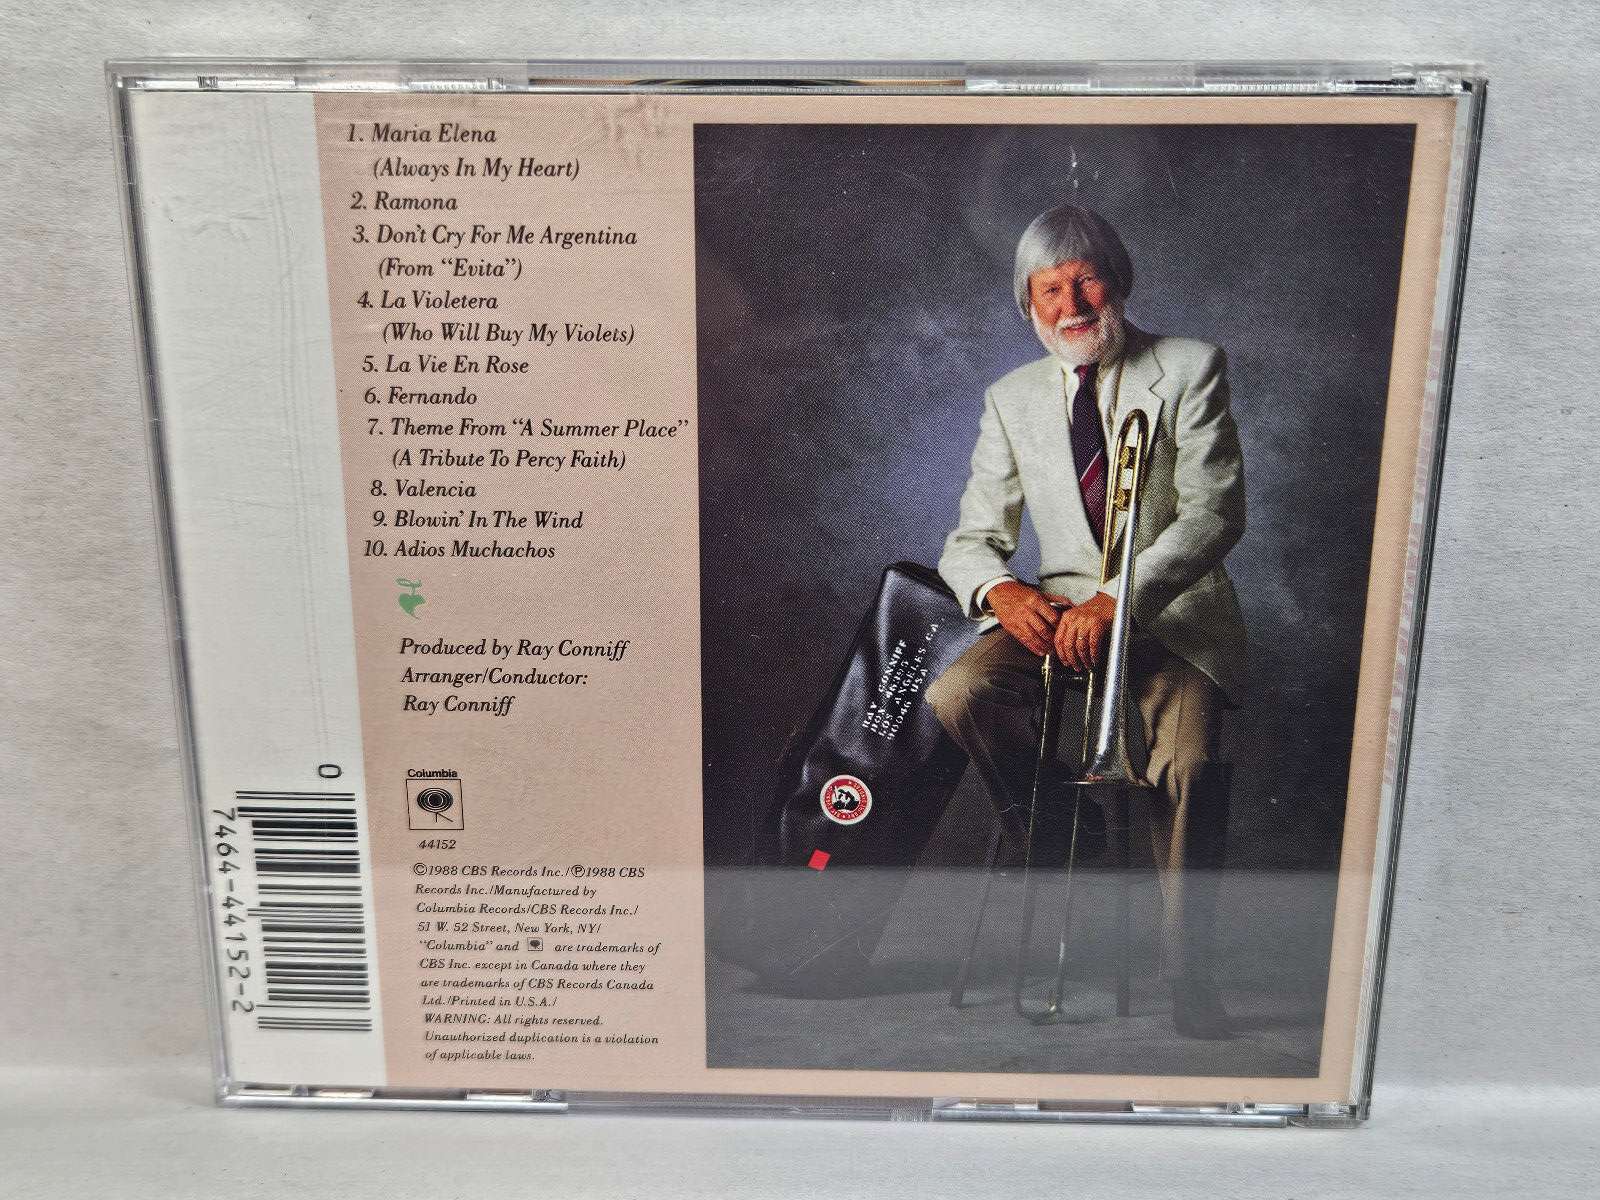 1. Maria Elena
(Always In My Heart)
2. Ramona
3. Don't Cry For Me Argentina
(From "Evita")
4. La Violetera
(Who Will Buy My Violets)
5. La Vie En Rose
6. Fernando
7. Theme From "A Summer Place"
(A Tribute To Percy Faith)
8. Valencia
9. Blowin' In The Wind
10. Adios Muchachos
Produced by Ray Conniff
Arranger/Conductor:
Ray Conniff
Columbia
44152
©1988 CBS Records Inc./℗1988 CBS
Records Inc./Manufactured by
Columbia Records/CBS Records Inc./
51 W. 52 Street, New York, NY/
"Columbia" and are trademarks of
CBS Inc. except in Canada where they
are trademarks of CBS Records Canada
Ltd./Printed in U.S.A./
WARNING: All rights reserved.
Unauthorized duplication is a violation
of applicable laws.
0
7464-44152-2
RAY CONNIFF
BOX
LOS ANGELES CA.
90046 USA